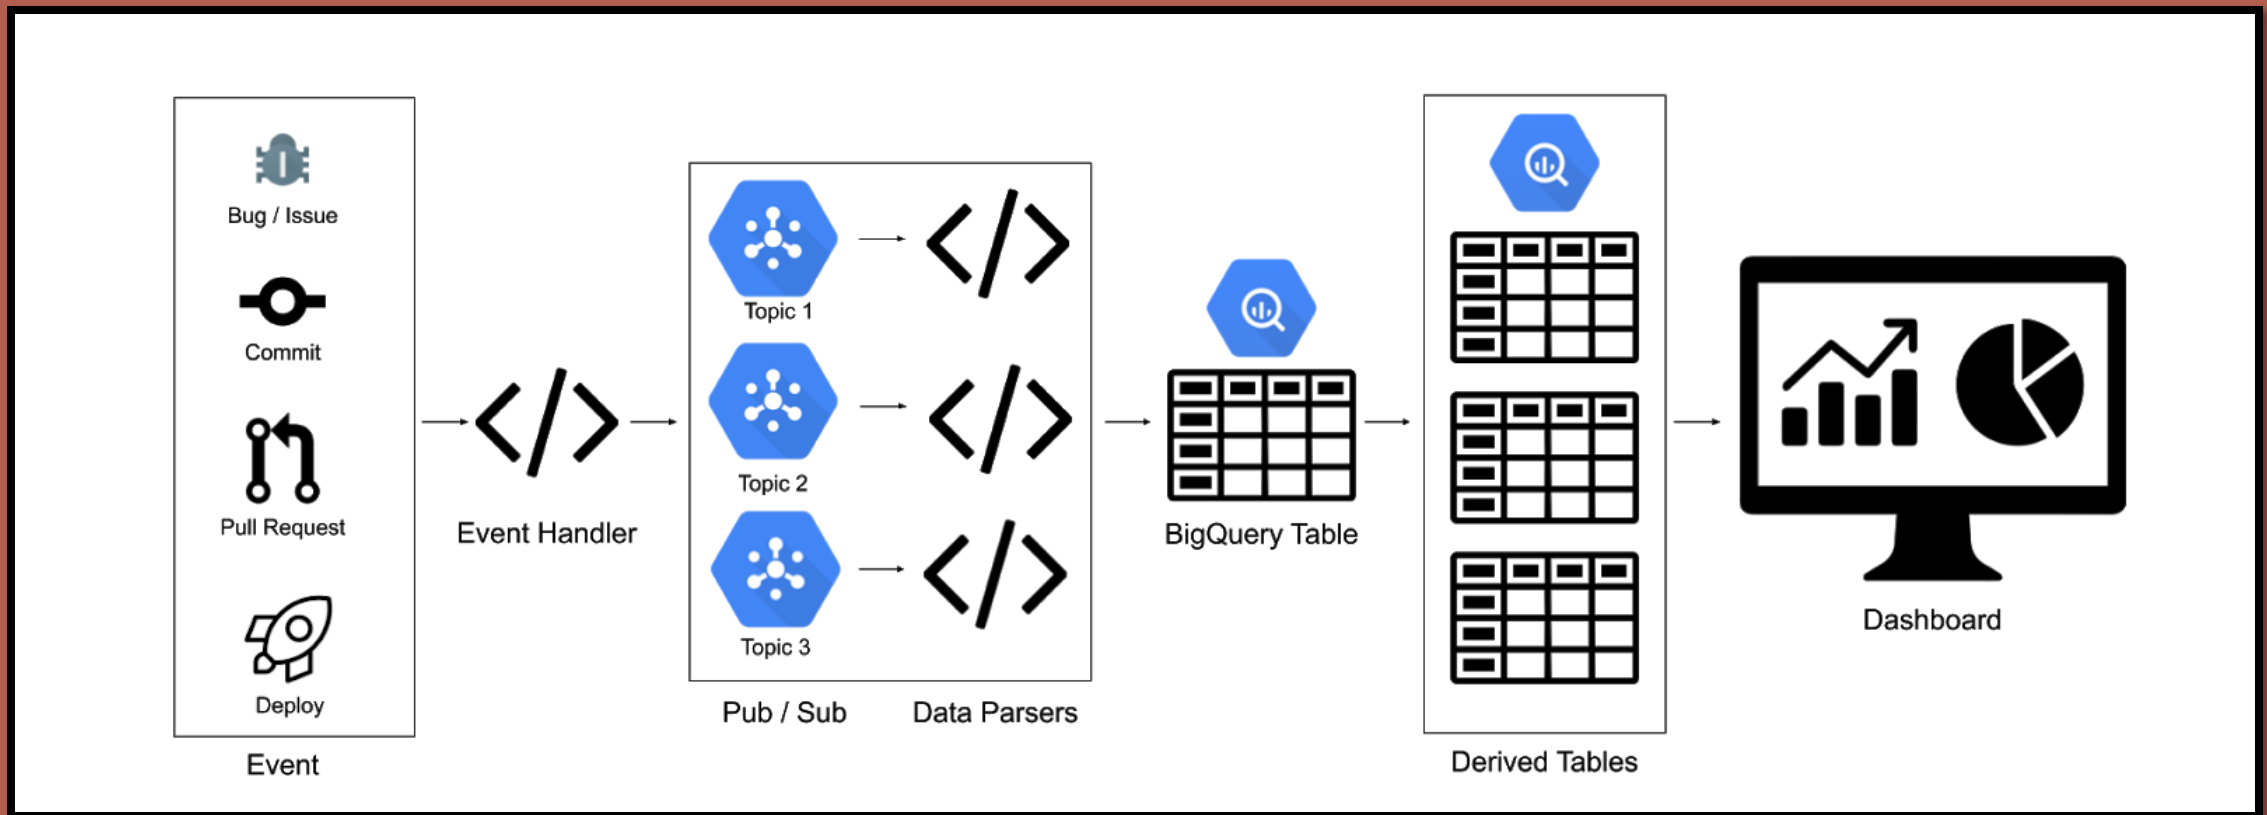 Bug / Issue
Commit
Pull Request
Deploy
Event
Event Handler
Topic 1
Topic 2
Topic 3
Pub / Sub
Data Parsers
BigQuery Table
Derived Tables
Dashboard